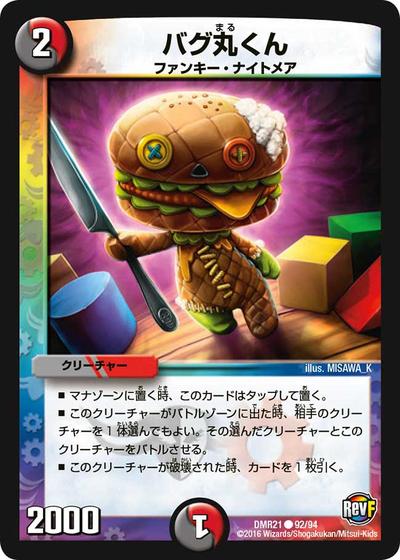 2
バグ丸くん
ファンキー・ナイトメア
illus. MISAWA_K
クリーチャー
■ マナゾーンに置く時、このカードはタップして置く。
■ このクリーチャーがバトルゾーンに出た時、相手のクリー
チャーを1体選んでもよい。その選んだクリーチャーとこの
クリーチャーをバトルさせる。
■ このクリーチャーが破壊された時、カードを1枚引く。
RevF
2000
1
DMR21 ● 92/94
©2016 Wizards/Shogakukan/Mitsui-Kids